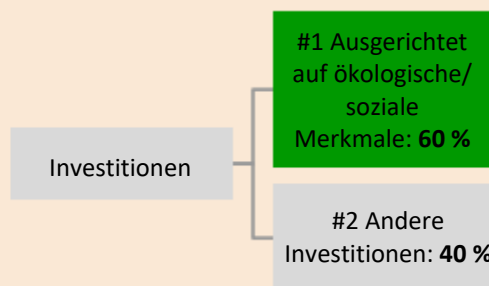 #1 Ausgerichtet
auf ökologische/
soziale
Merkmale: 60 %
Investitionen
#2 Andere
Investitionen: 40 %